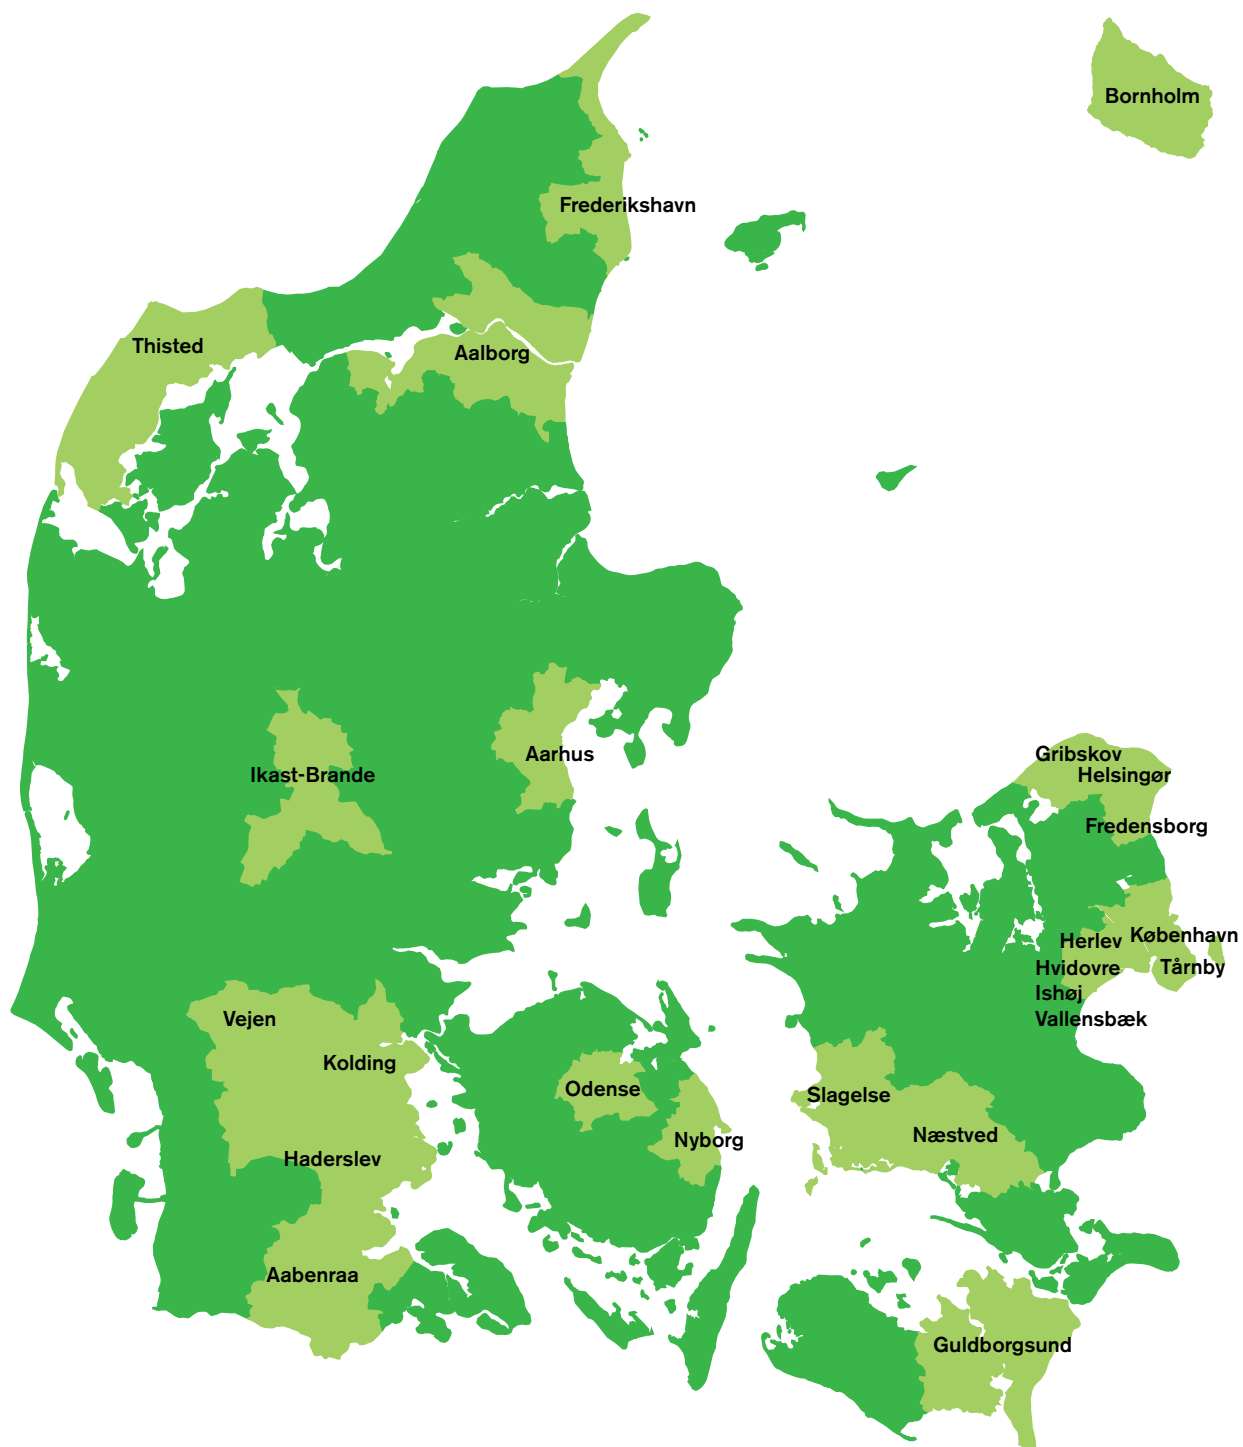 Bornholm
Frederikshavn
Thisted
Aalborg
Gribskov
Aarhus
Ikast-Brande
Helsingør
Fredensborg
København
Herlev
Hvidovre
Tårnby
Ishøj
Vallensbæk
Vejen
Kolding
Odense
Slagelse
Næstved
Nyborg
Haderslev
Aabenraa
Guldborgsund